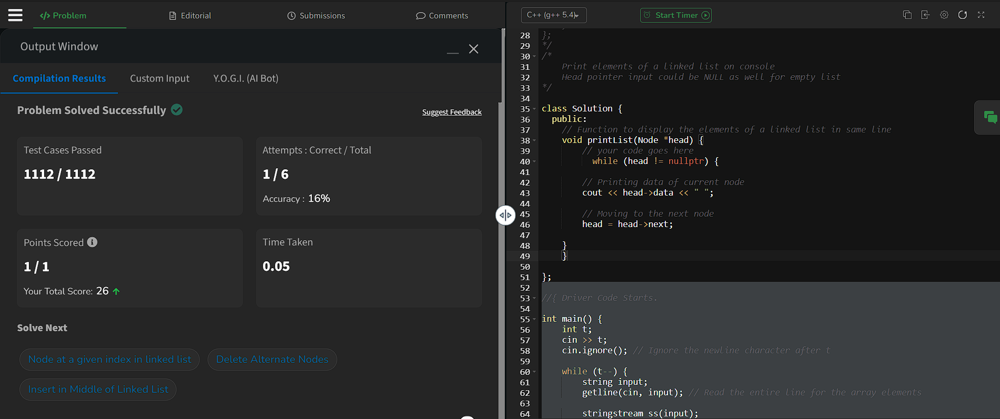 </> Problem
Editorial
Submissions
Comments
C++ (g++ 5.4)
Start Timer
Output Window
Compilation Results
Custom Input
Y.O.G.I. (AI Bot)
Problem Solved Successfully
Suggest Feedback
Test Cases Passed
1112 / 1112
Attempts : Correct / Total
1 / 6
Accuracy : 16%
Points Scored
1 / 1
Your Total Score: 26
Time Taken
0.05
Solve Next
Node at a given index in linked list
Delete Alternate Nodes
Insert in Middle of Linked List
28 };
29 */
30 /*
31 Print elements of a linked list on console
32 Head pointer input could be NULL as well for empty list
33 */
34
35 class Solution {
36 public:
37 // Function to display the elements of a linked list in same line
38 void printList(Node *head) {
39 // your code goes here
40 while (head != nullptr) {
41
42 // Printing data of current node
43 cout << head->data << " ";
44
45 // Moving to the next node
46 head = head->next;
47
48 }
49 }
50
51 };
52
53 //{ Driver Code Starts.
54
55 int main() {
56 int t;
57 cin >> t;
58 cin.ignore(); // Ignore the newline character after t
59
60 while (t--) {
61 string input;
62 getline(cin, input); // Read the entire line for the array elements
63
64 stringstream ss(input);